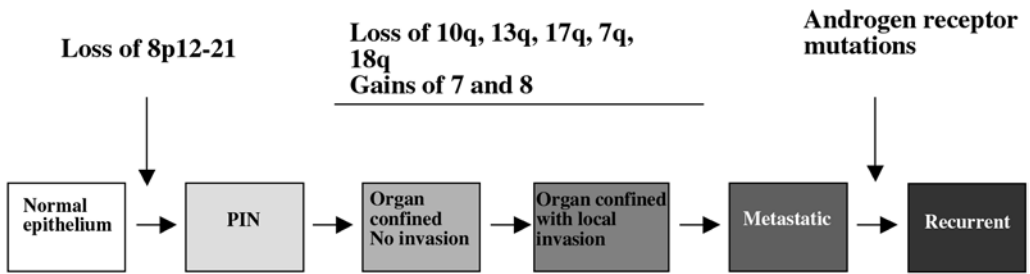 Loss of 8p12-21
Loss of 10q, 13q, 17q, 7q,
18q
Gains of 7 and 8
Androgen receptor
mutations
Normal
epithelium
PIN
Organ
confined
No invasion
Organ confined
with local
invasion
Metastatic
Recurrent